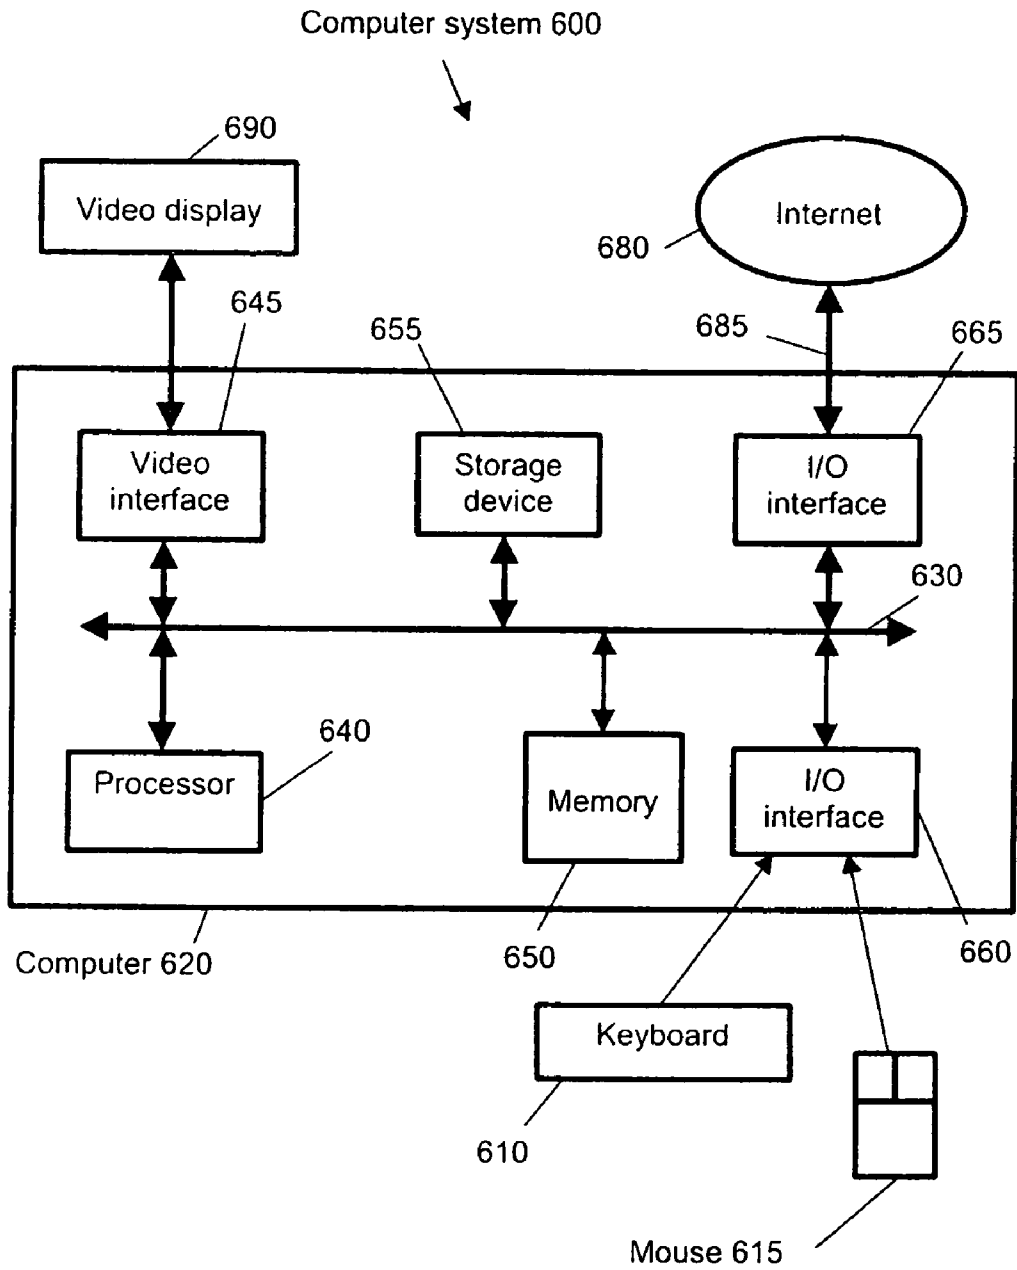 Computer system 600
690
Video display
Internet
680
645
655
685
665
Video
interface
Storage
device
I/O
interface
630
640
Processor
Memory
I/O
interface
Computer 620
650
660
Keyboard
610
Mouse 615